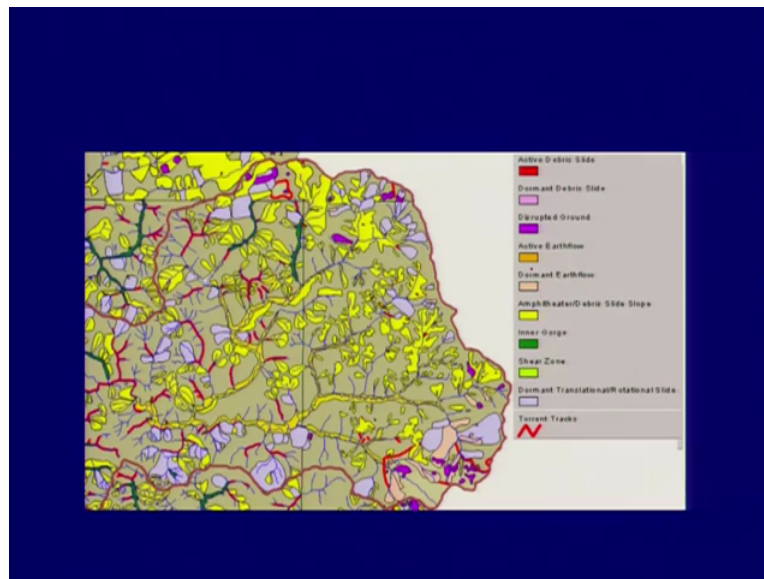 Active Debris Slide
Dormant Debris Slide
Disrupted Ground
Active Earthflow
Dormant Earthflow
Amphitheater/Debris Slide Slope
Inner Gorge
Shear Zone
Dormant Translational/Rotational Slide
Torrent Tracks